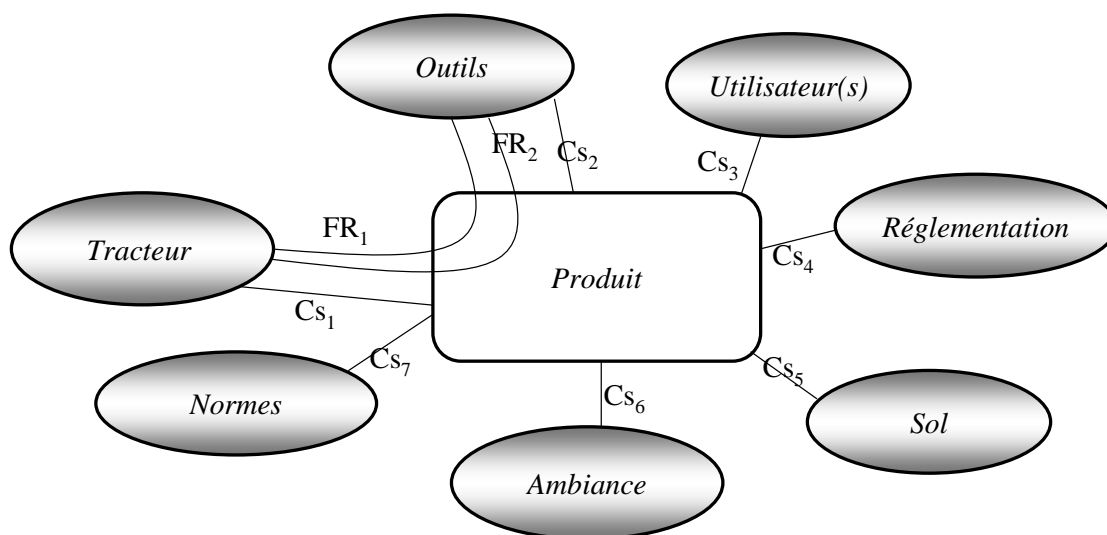 Outils
Utilisateur(s)
FR2
Cs2
Cs3
Tracteur
FR1
Réglementation
Produit
Cs4
Cs1
Cs7
Cs5
Normes
Cs6
Sol
Ambiance